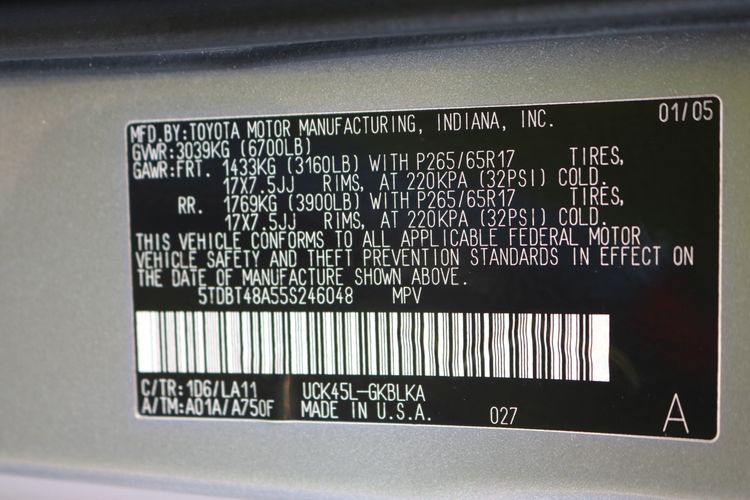 01/05
MFD.BY:TOYOTA MOTOR MANUFACTURING, INDIANA, INC.
GVWR:3039KG (6700LB)
GAWR:FRT. 1433KG (3160LB) WITH P265/65R17 TIRES,
17X7.5JJ RIMS, AT 220KPA (32PSI) COLD.
RR. 1769KG (3900LB) WITH P265/65R17 TIRES,
17X7.5JJ RIMS, AT 220KPA (32PSI) COLD.
THIS VEHICLE CONFORMS TO ALL APPLICABLE FEDERAL MOTOR
VEHICLE SAFETY AND THEFT PREVENTION STANDARDS IN EFFECT ON
THE DATE OF MANUFACTURE SHOWN ABOVE.
5TDBT48A55S246048 MPV
C/TR:1D6/LA11 UCK45L-GKBLKA
A/TM:A01A/A750F MADE IN U.S.A. 027 A